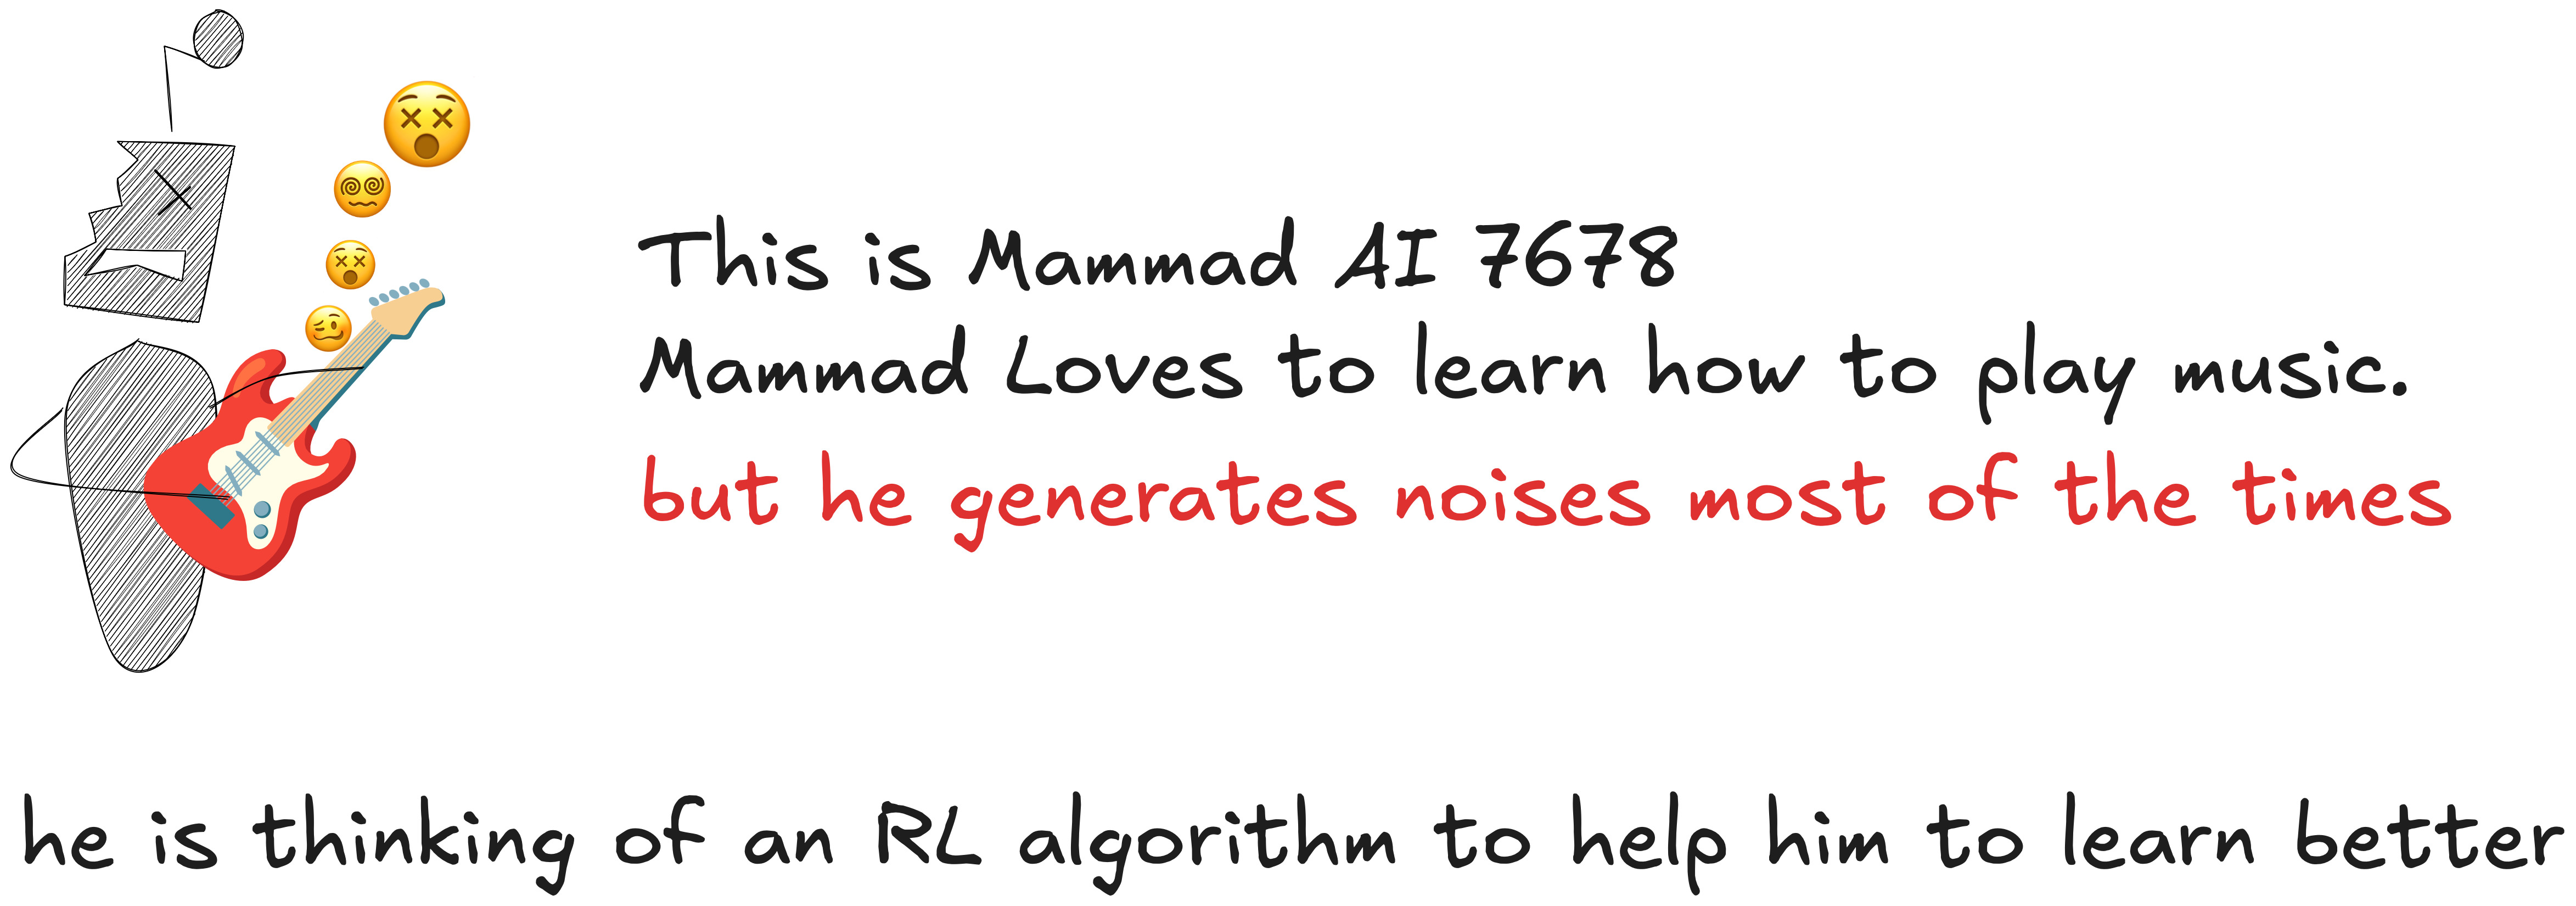 This is Mammad AI 7678
Mammad Loves to learn how to play music.
but he generates noises most of the times
he is thinking of an RL algorithm to help him to learn better